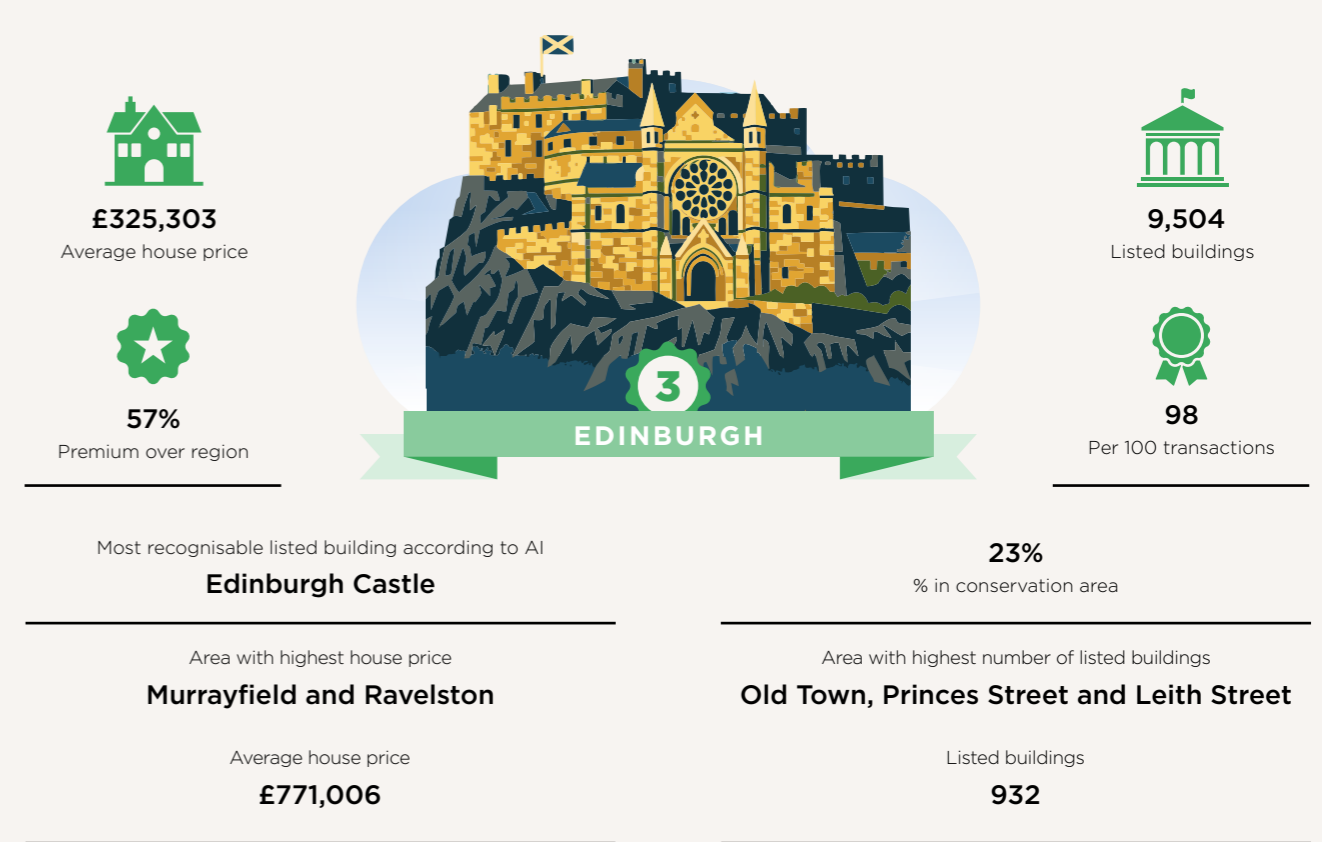 £325,303
Average house price
57%
Premium over region
3
EDINBURGH
9,504
Listed buildings
98
Per 100 transactions
Most recognisable listed building according to AI
Edinburgh Castle
23%
% in conservation area
Area with highest house price
Murrayfield and Ravelston
Average house price
£771,006
Area with highest number of listed buildings
Old Town, Princes Street and Leith Street
Listed buildings
932